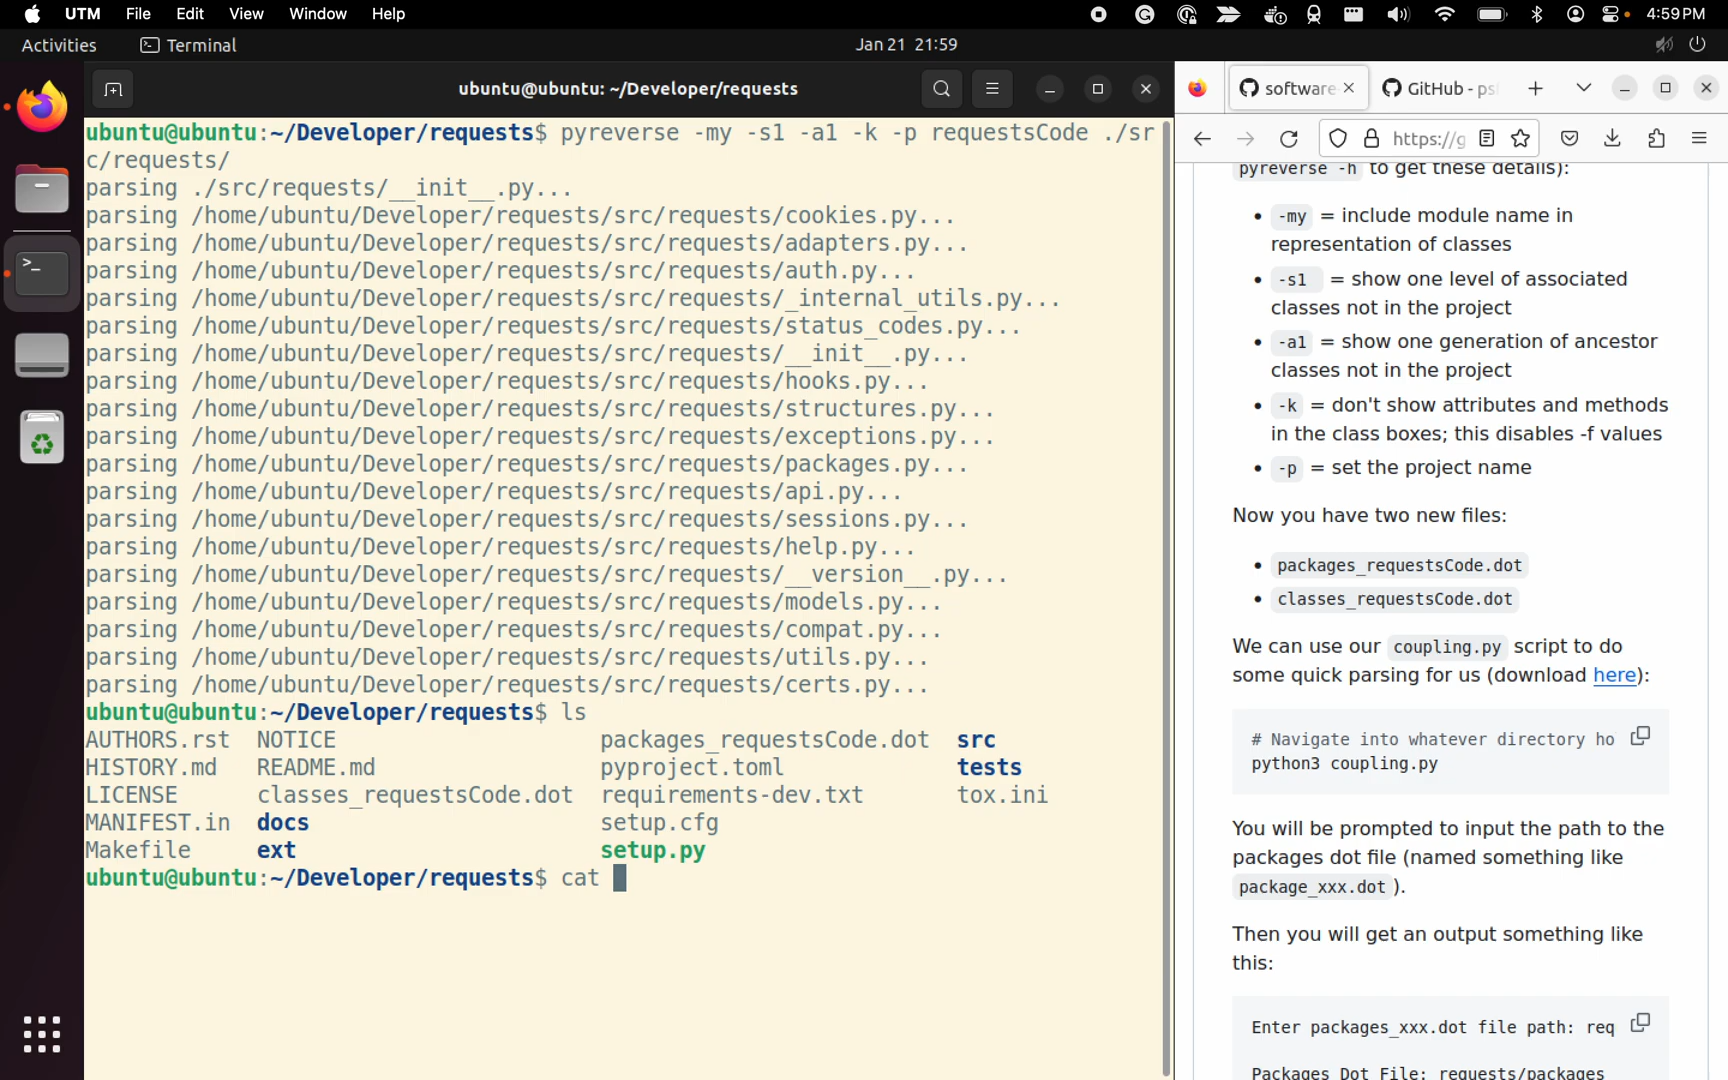 UTM File Edit View Window Help
4:59 PM
Activities
Terminal
Jan 21 21:59
ubuntu@ubuntu: ~/Developer/requests
ubuntu@ubuntu:~/Developer/requests$ pyreverse -my -s1 -a1 -k -p requestsCode ./sr
c/requests/
parsing ./src/requests/__init__.py...
parsing /home/ubuntu/Developer/requests/src/requests/cookies.py...
parsing /home/ubuntu/Developer/requests/src/requests/adapters.py...
parsing /home/ubuntu/Developer/requests/src/requests/auth.py...
parsing /home/ubuntu/Developer/requests/src/requests/_internal_utils.py...
parsing /home/ubuntu/Developer/requests/src/requests/status_codes.py...
parsing /home/ubuntu/Developer/requests/src/requests/__init__.py...
parsing /home/ubuntu/Developer/requests/src/requests/hooks.py...
parsing /home/ubuntu/Developer/requests/src/requests/structures.py...
parsing /home/ubuntu/Developer/requests/src/requests/exceptions.py...
parsing /home/ubuntu/Developer/requests/src/requests/packages.py...
parsing /home/ubuntu/Developer/requests/src/requests/api.py...
parsing /home/ubuntu/Developer/requests/src/requests/sessions.py...
parsing /home/ubuntu/Developer/requests/src/requests/help.py...
parsing /home/ubuntu/Developer/requests/src/requests/__version__.py...
parsing /home/ubuntu/Developer/requests/src/requests/models.py...
parsing /home/ubuntu/Developer/requests/src/requests/compat.py...
parsing /home/ubuntu/Developer/requests/src/requests/utils.py...
parsing /home/ubuntu/Developer/requests/src/requests/certs.py...
ubuntu@ubuntu:~/Developer/requests$ ls
AUTHORS.rst NOTICE packages_requestsCode.dot src
HISTORY.md README.md pyproject.toml tests
LICENSE classes_requestsCode.dot requirements-dev.txt tox.ini
MANIFEST.in docs setup.cfg
Makefile ext setup.py
ubuntu@ubuntu:~/Developer/requests$ cat
software
GitHub - ps
https://g
pyreverse -h to get these details):
• -my = include module name in
representation of classes
• -s1 = show one level of associated
classes not in the project
• -a1 = show one generation of ancestor
classes not in the project
• -k = don't show attributes and methods
in the class boxes; this disables -f values
• -p = set the project name
Now you have two new files:
• packages_requestsCode.dot
• classes_requestsCode.dot
We can use our coupling.py script to do
some quick parsing for us (download here):
# Navigate into whatever directory ho
python3 coupling.py
You will be prompted to input the path to the
packages dot file (named something like
package_xxx.dot).
Then you will get an output something like
this:
Enter packages_xxx.dot file path: req
Packages Dot File: requests/packages